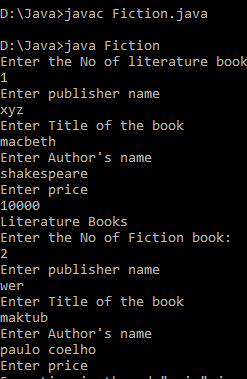 D:\Java>javac Fiction.java
D:\Java>java Fiction
Enter the No of literature book
1
Enter publisher name
xyz
Enter Title of the book
macbeth
Enter Author's name
shakespeare
Enter price
10000
Literature Books
Enter the No of Fiction book:
2
Enter publisher name
wer
Enter Title of the book
maktub
Enter Author's name
paulo coelho
Enter price